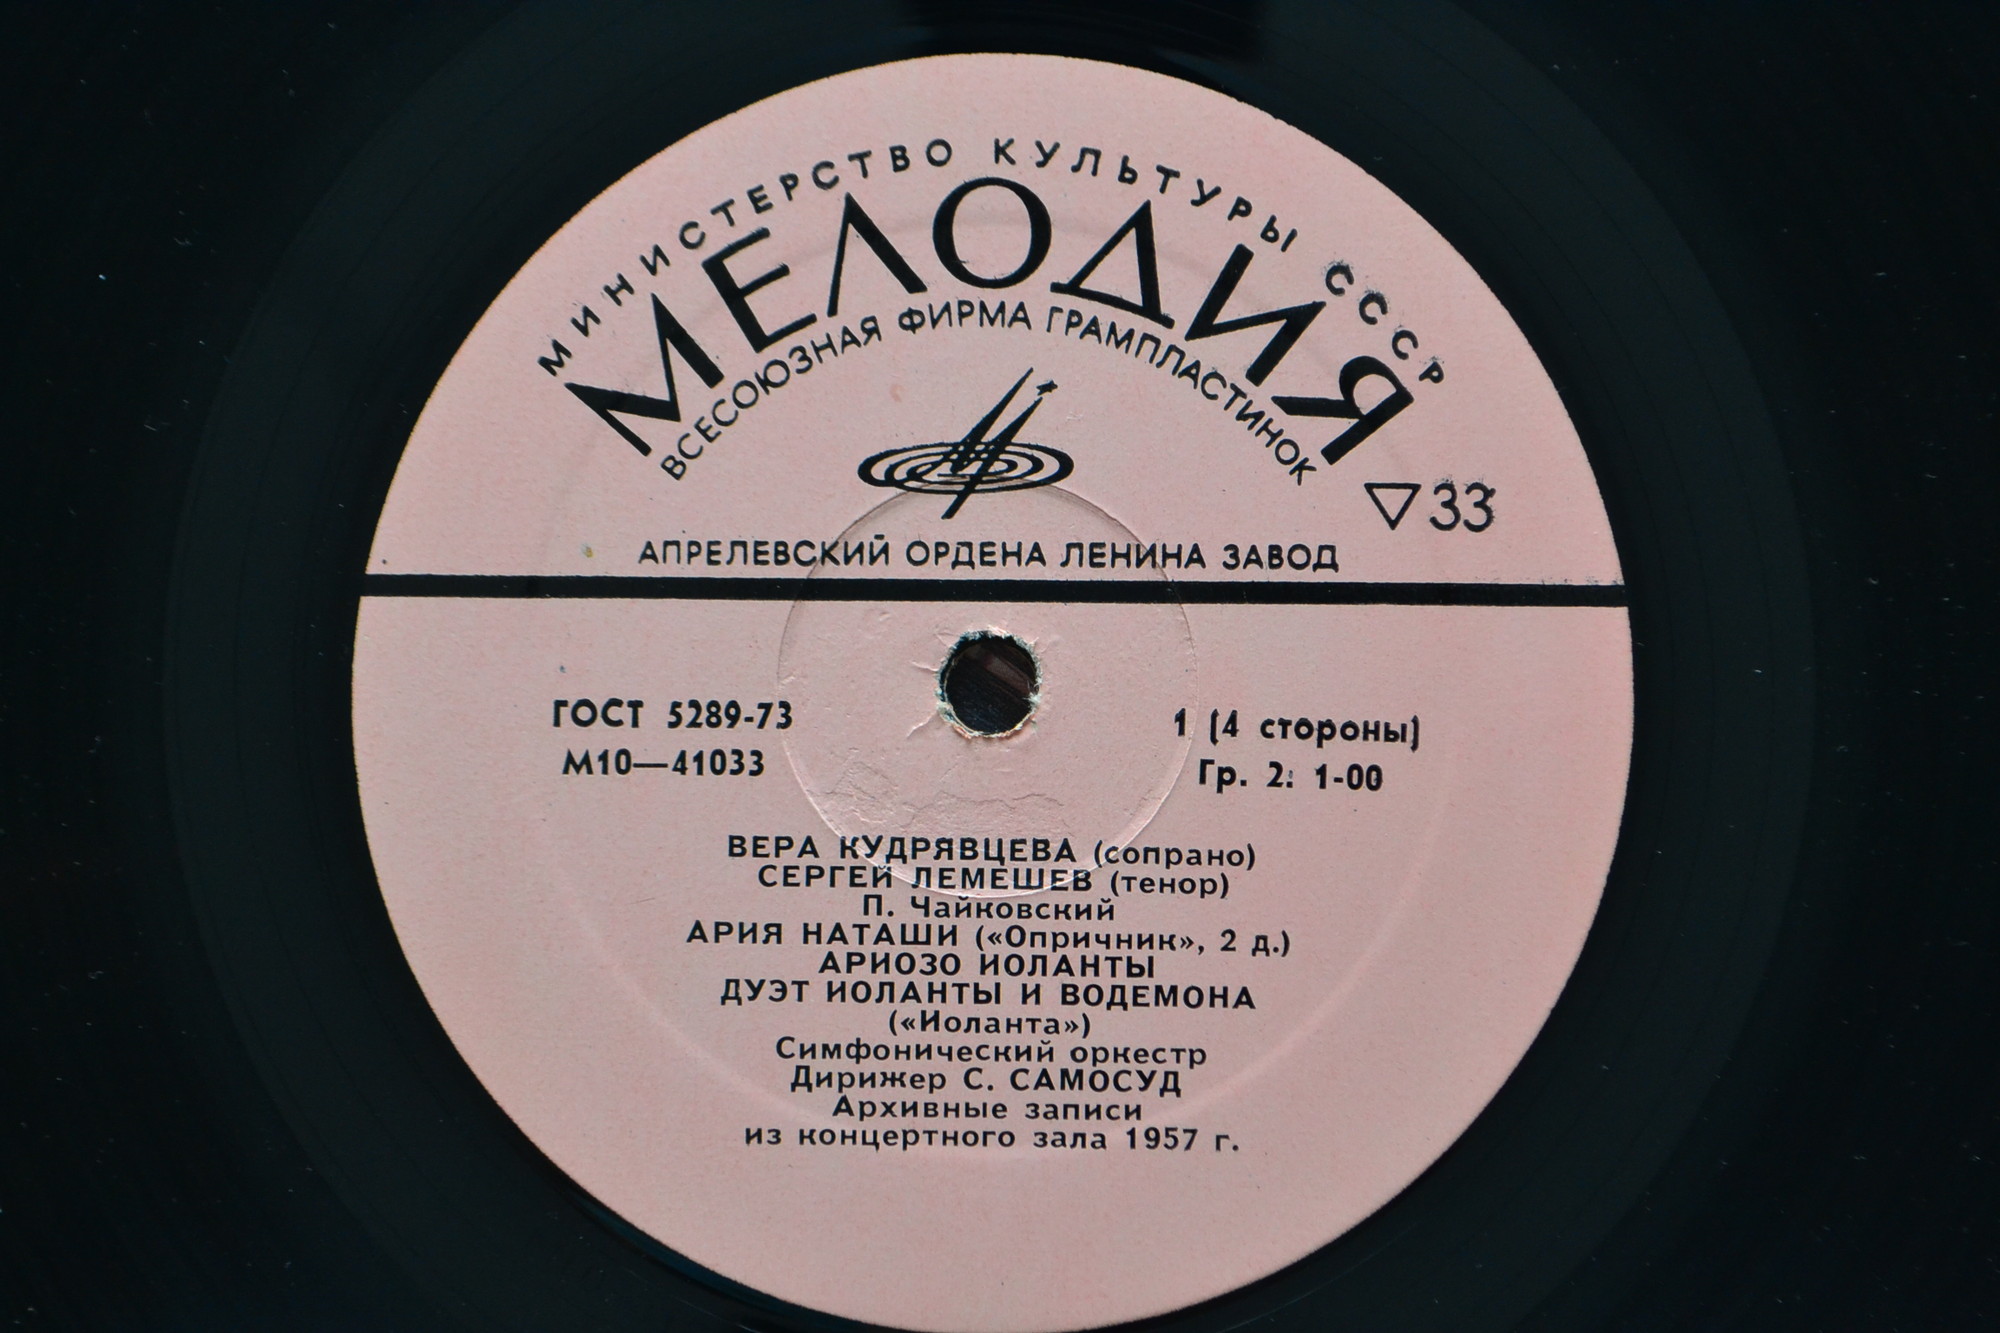 МИНИСТЕРСТВО КУЛЬТУРЫ СССР
МЕЛОДИЯ
ВСЕСОЮЗНАЯ ФИРМА ГРАМПЛАСТИНОК
▽33
АПРЕЛЕВСКИЙ ОРДЕНА ЛЕНИНА ЗАВОД
ГОСТ 5289-73
М10—41033
1 (4 стороны)
Гр. 2: 1-00
ВЕРА КУДРЯВЦЕВА (сопрано)
СЕРГЕЙ ЛЕМЕШЕВ (тенор)
П. Чайковский
АРИЯ НАТАШИ («Опричник», 2 д.)
АРИОЗО ИОЛАНТЫ
ДУЭТ ИОЛАНТЫ И ВОДЕМОНА
(«Иоланта»)
Симфонический оркестр
Дирижер С. САМОСУД
Архивные записи
из концертного зала 1957 г.